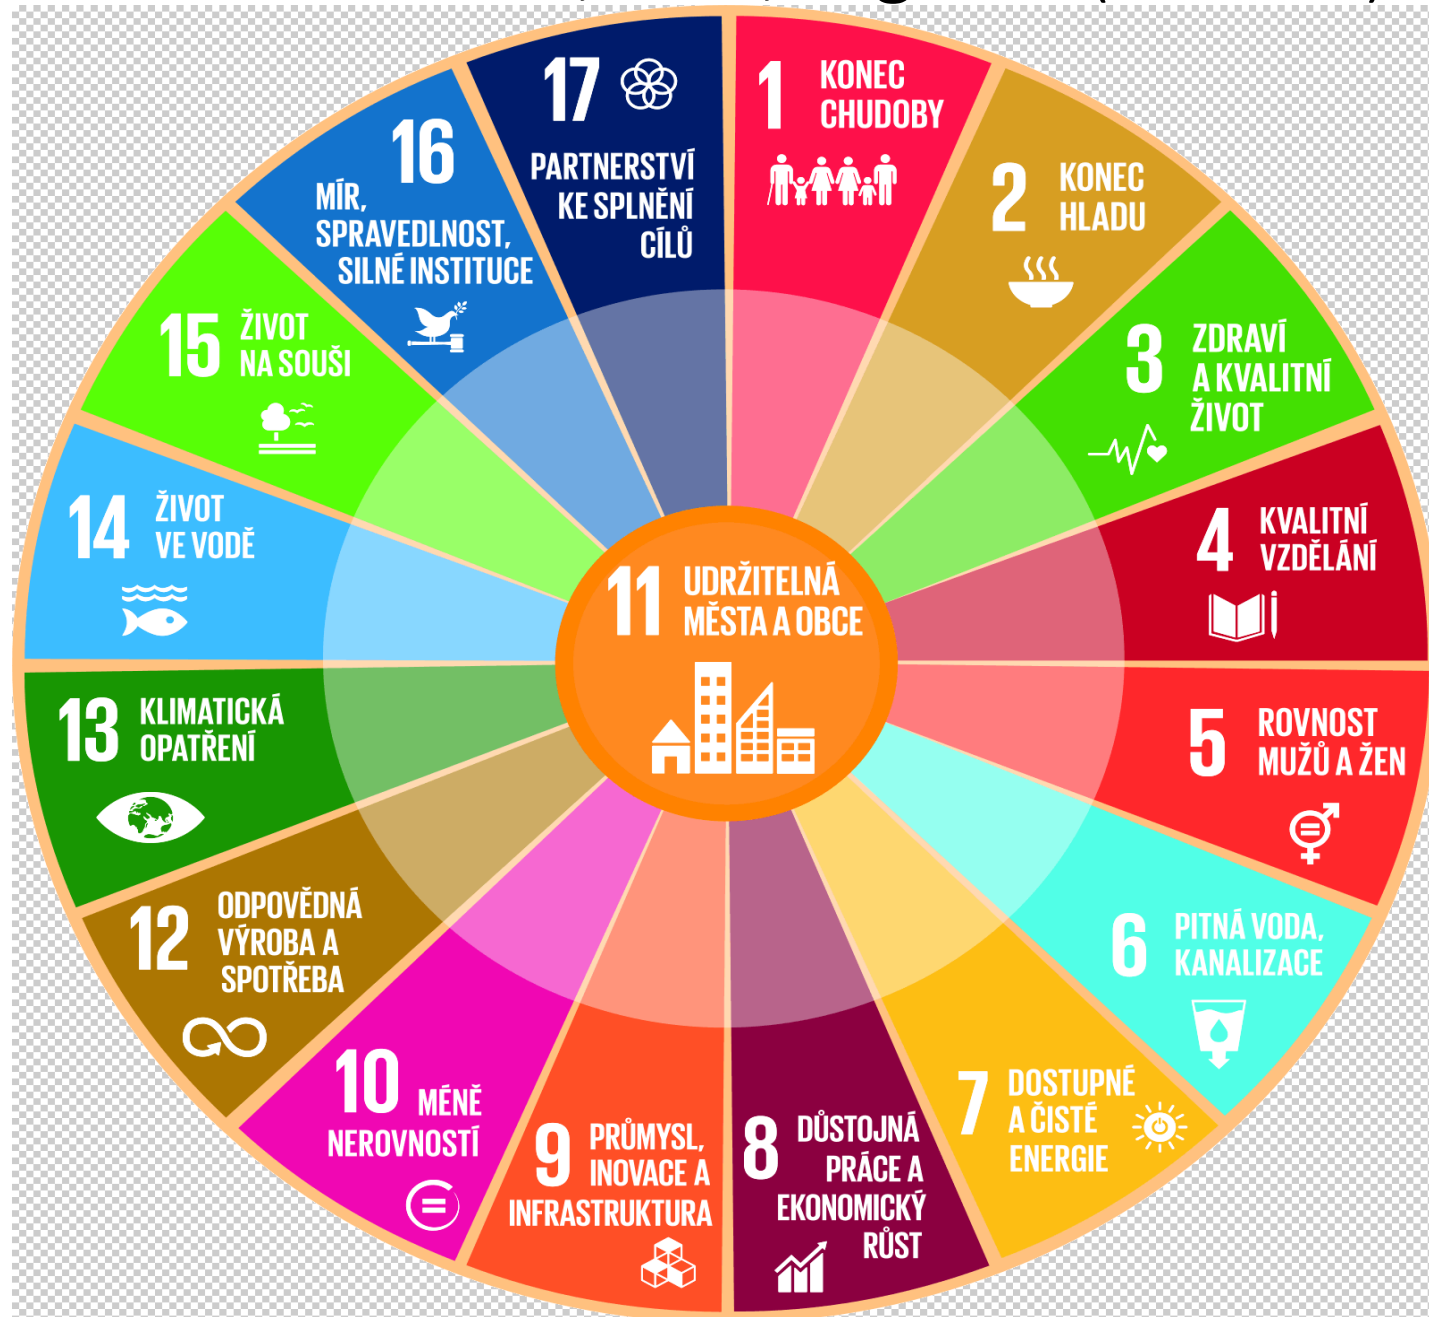 1
KONEC
CHUDOBY
2
KONEC
HLADU
3
ZDRAVÍ
A KVALITNÍ
ŽIVOT
4
KVALITNÍ
VZDĚLÁNÍ
5
ROVNOST
MUŽŮ A ŽEN
6
PITNÁ VODA,
KANALIZACE
7
DOSTUPNÉ
A ČISTÉ
ENERGIE
8
DŮSTOJNÁ
PRÁCE A
EKONOMICKÝ
RŮST
9
PRŮMYSL,
INOVACE A
INFRASTRUKTURA
10
MÉNĚ
NEROVNOSTÍ
11
UDRŽITELNÁ
MĚSTA A OBCE
12
ODPOVĚDNÁ
VÝROBA A
SPOTŘEBA
13
KLIMATICKÁ
OPATŘENÍ
14
ŽIVOT
VE VODĚ
15
ŽIVOT
NA SOUŠI
16
MÍR,
SPRAVEDLNOST,
SILNÉ INSTITUCE
17
PARTNERSTVÍ
KE SPLNĚNÍ
CÍLŮ